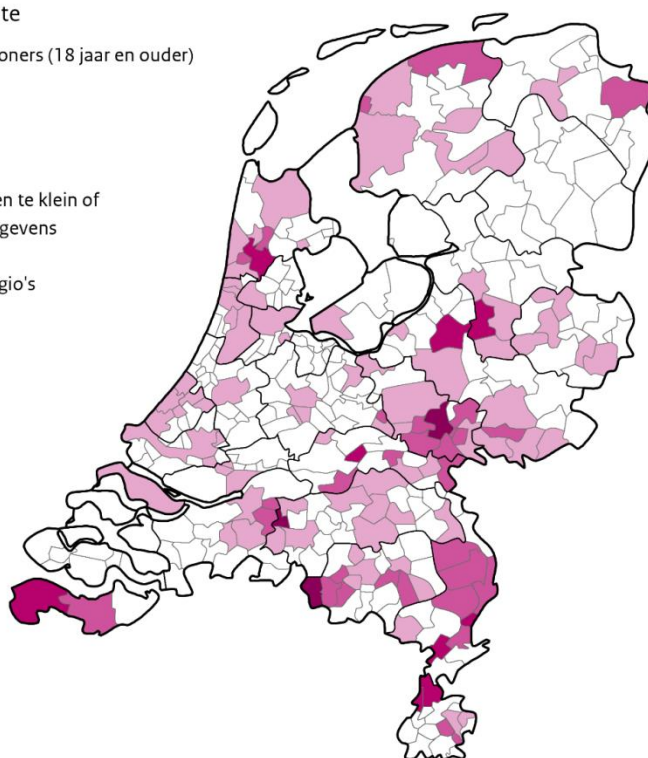 te
oners (18 jaar en ouder)
en te klein of
gevens
gio's